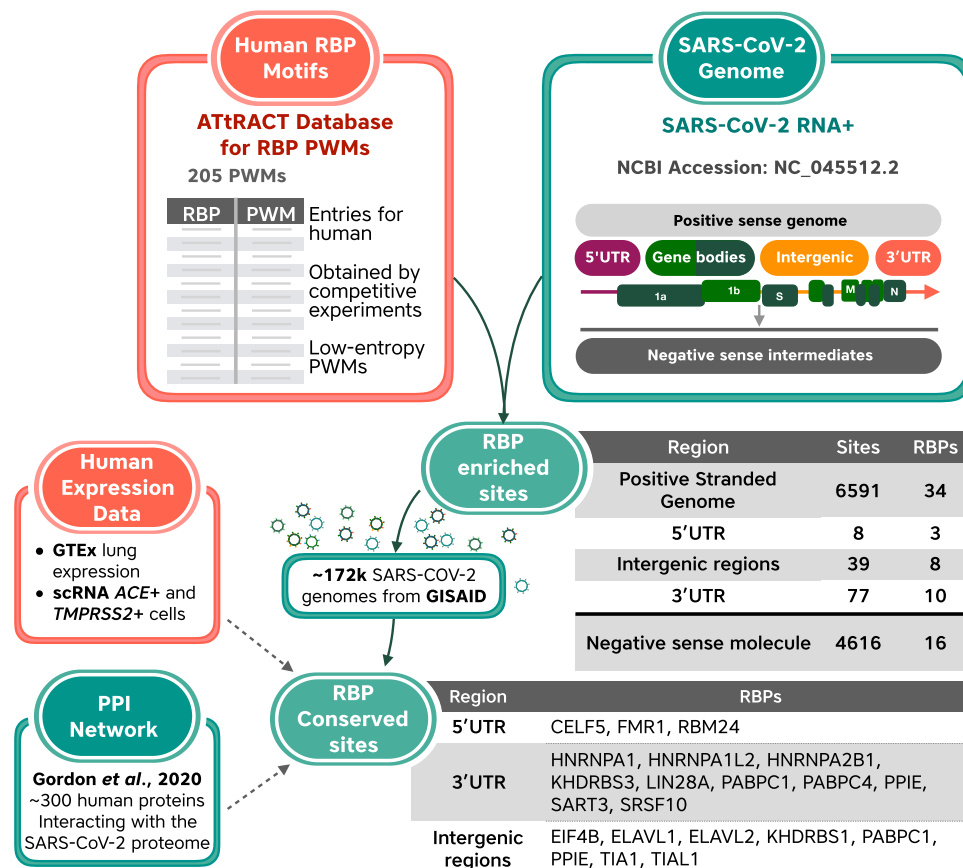 Human RBP
Motifs
ATtRACT Database
for RBP PWMs
205 PWMs
RBP PWM
Entries for
human
Obtained by
competitive
experiments
Low-entropy
PWMs
SARS-CoV-2
Genome
SARS-CoV-2 RNA+
NCBI Accession: NC_045512.2
Positive sense genome
5'UTR Gene bodies Intergenic 3′UTR
1a 1b S M N
Negative sense intermediates
RBP
enriched
sites
Region Sites RBPs
Positive Stranded
Genome 6591 34
5′UTR 8 3
Intergenic regions 39 8
3′UTR 77 10
Negative sense molecule 4616 16
Human
Expression
Data
• GTEx lung
expression
• scRNA ACE+ and
TMPRSS2+ cells
~172k SARS-COV-2
genomes from GISAID
PPI
Network
Gordon et al., 2020
~300 human proteins
Interacting with the
SARS-CoV-2 proteome
RBP
Conserved
sites
Region RBPs
5′UTR CELF5, FMR1, RBM24
3′UTR HNRNPA1, HNRNPA1L2, HNRNPA2B1,
KHDRBS3, LIN28A, PABPC1, PABPC4, PPIE,
SART3, SRSF10
Intergenic
regions EIF4B, ELAVL1, ELAVL2, KHDRBS1, PABPC1,
PPIE, TIA1, TIAL1